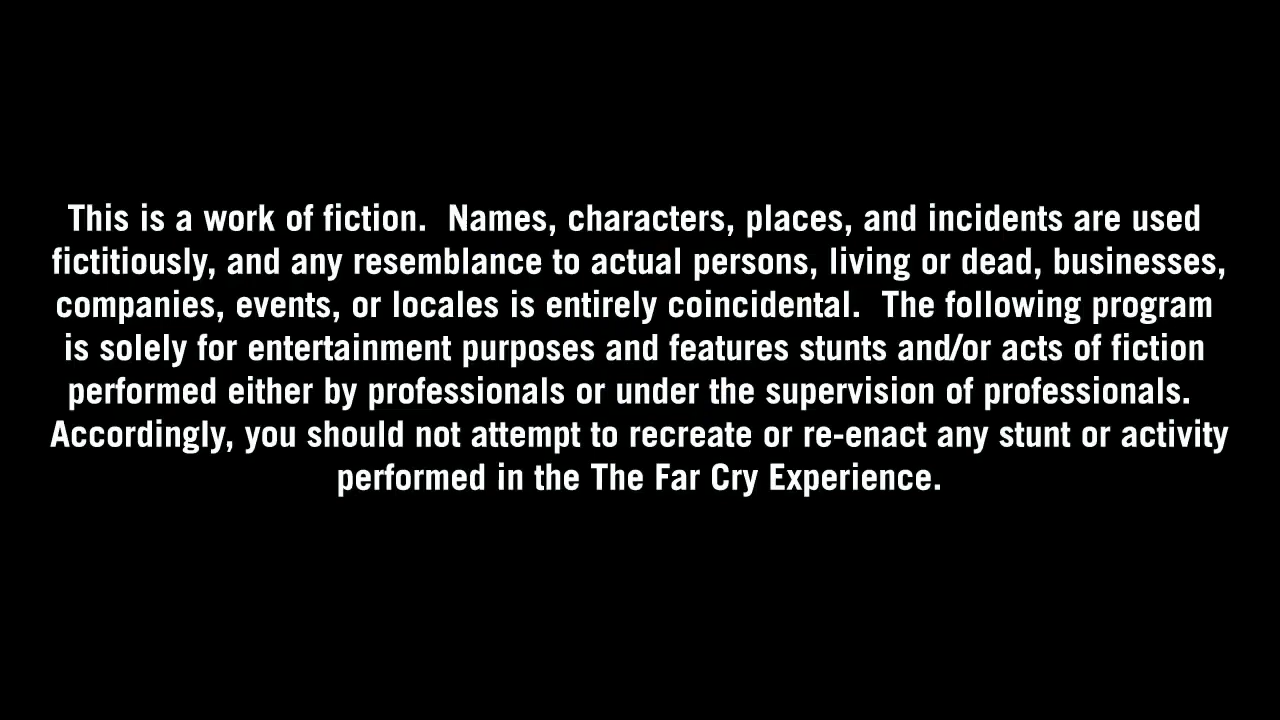 This is a work of fiction.  Names, characters, places, and incidents are used
fictitiously, and any resemblance to actual persons, living or dead, businesses,
companies, events, or locales is entirely coincidental.  The following program
is solely for entertainment purposes and features stunts and/or acts of fiction
performed either by professionals or under the supervision of professionals.
Accordingly, you should not attempt to recreate or re-enact any stunt or activity
performed in the The Far Cry Experience.